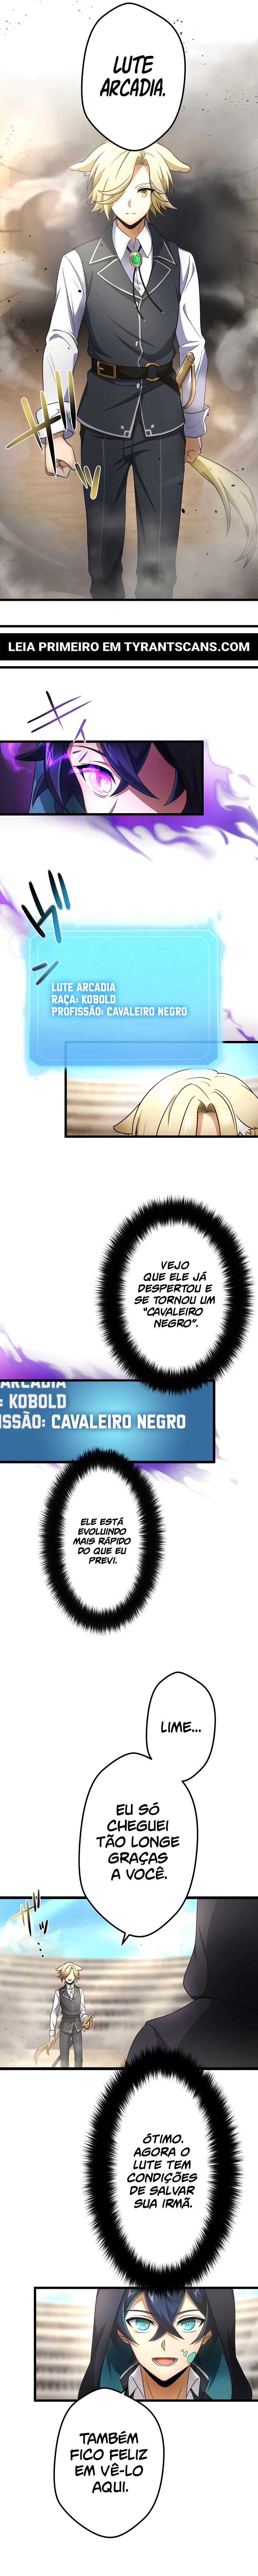 LUTE
ARCADIA.
LEIA PRIMEIRO EM TYRANTSCANS.COM
LUTE ARCADIA
RAÇA: KOBOLD
PROFISSÃO: CAVALEIRO NEGRO
VEJO
QUE ELE JÁ
DESPERTOU E
SE TORNOU UM
"CAVALEIRO
NEGRO".
ARCADIA
: KOBOLD
ISSÃO: CAVALEIRO NEGRO
ELE ESTÁ
EVOLUINDO
MAIS RÁPIDO
DO QUE EU
PREVI.
LIME...
EU SÓ
CHEGUEI
TÃO LONGE
GRAÇAS
A VOCÊ.
ÓTIMO.
AGORA O
LUTE TEM
CONDIÇÕES
DE SALVAR
SUA IRMÃ.
TAMBÉM
FICO FELIZ
EM VÊ-LO
AQUI.